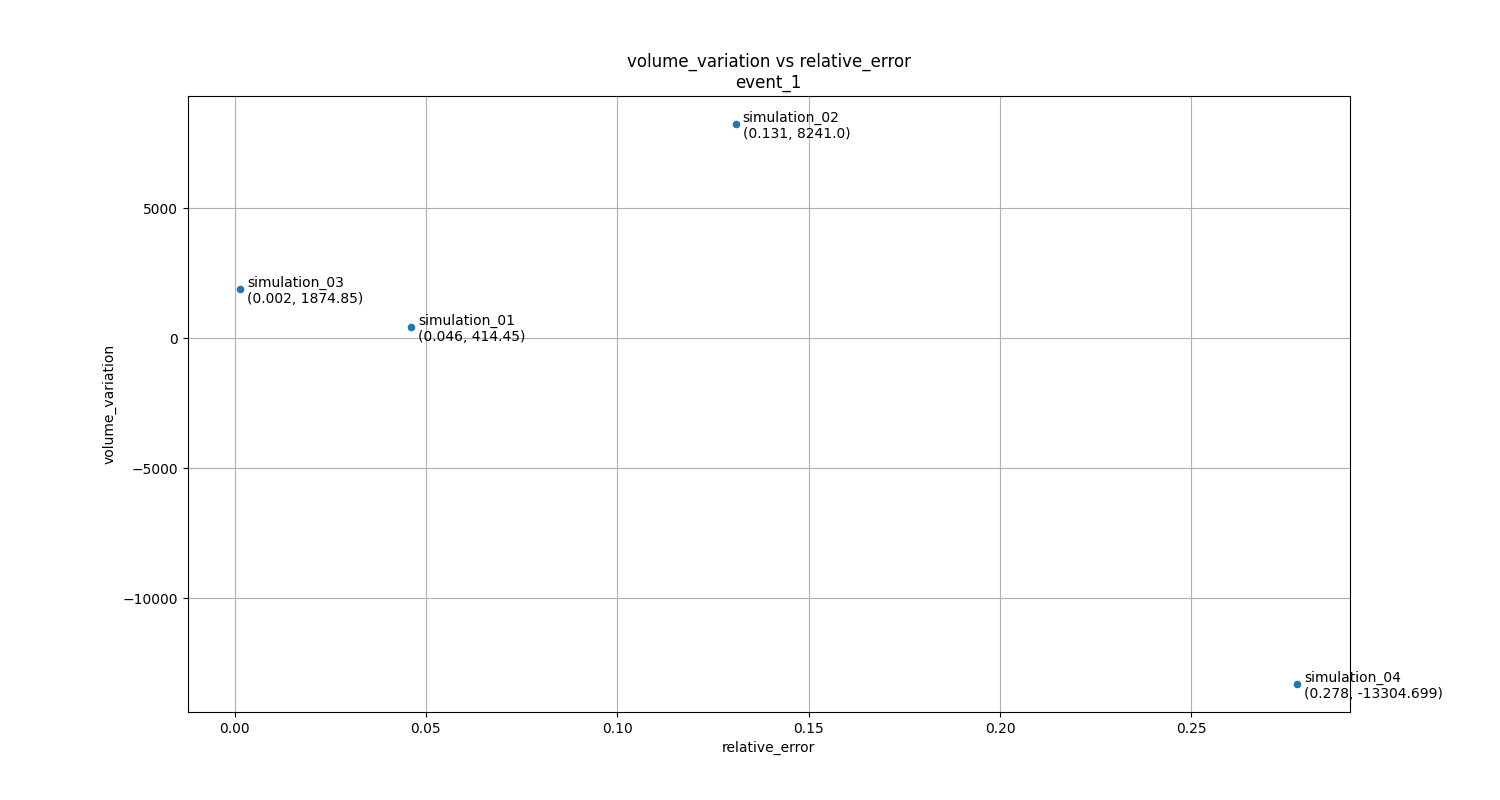 volume_variation vs relative_error
event_1
simulation_02
(0.131, 8241.0)
5000
simulation_03
(0.002, 1874.85)
simulation_01
(0.046, 414.45)
0
volume_variation
−5000
−10000
simulation_04
(0.278, -13304.699)
0.00
0.05
0.10
0.15
0.20
0.25
relative_error